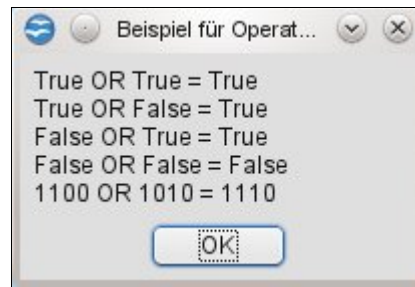 Beispiel für Operat...
True OR True = True
True OR False = True
False OR True = True
False OR False = False
1100 OR 1010 = 1110
OK